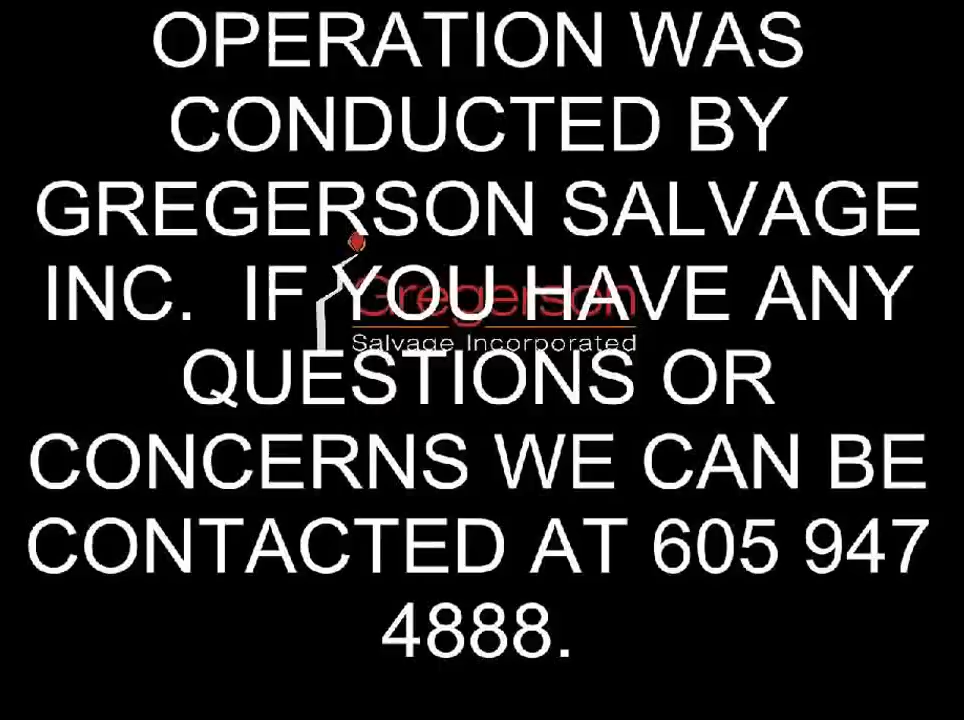 OPERATION WAS
CONDUCTED BY
GREGERSON SALVAGE
INC. IF YOU HAVE ANY
Gregerson
Salvage Incorporated
QUESTIONS OR
CONCERNS WE CAN BE
CONTACTED AT 605 947
4888.